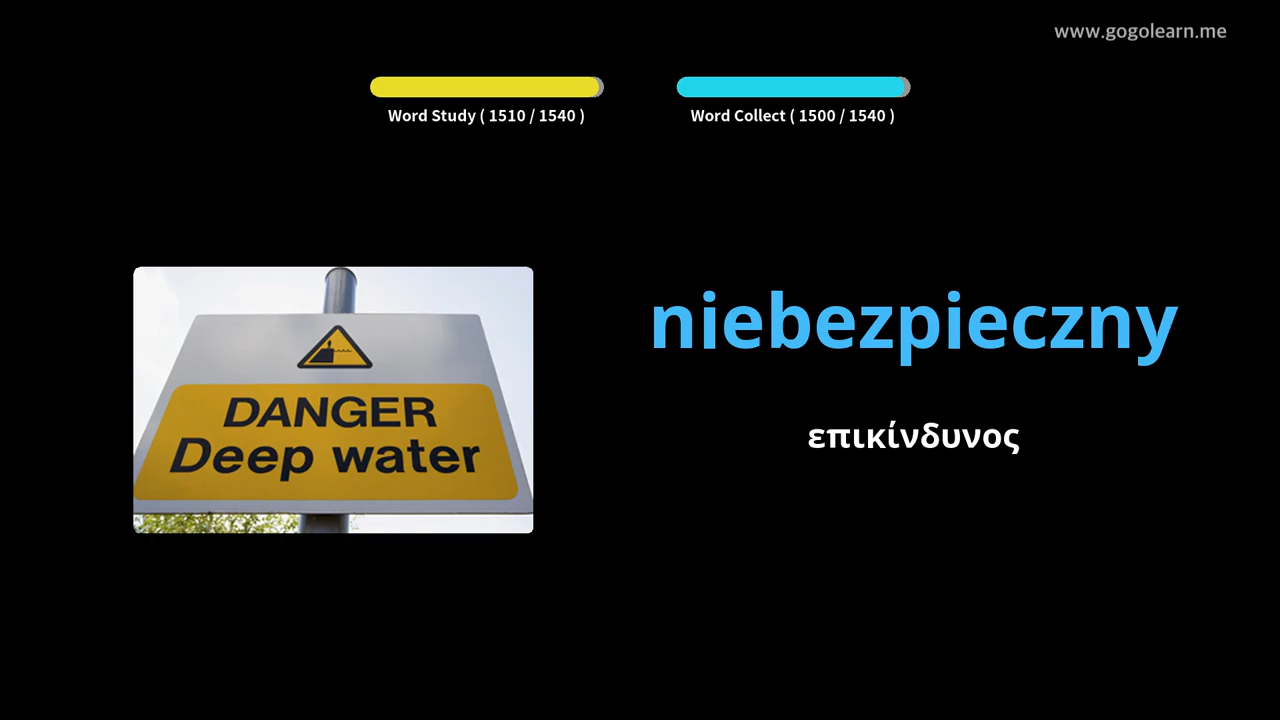 www.gogolearn.me
Word Study ( 1510 / 1540 )
Word Collect ( 1500 / 1540 )
DANGER
Deep water
niebezpieczny
επικίνδυνος